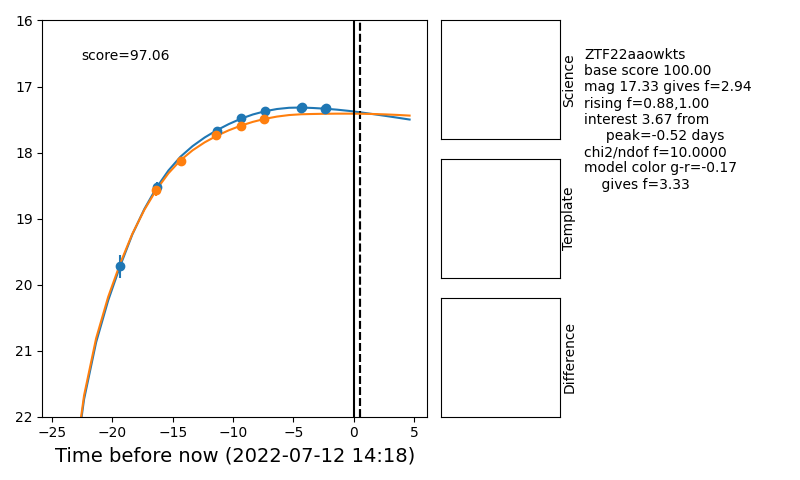 score=97.06
16
17
18
19
20
21
22
−25
−20
−15
−10
−5
0
5
Time before now (2022-07-12 14:18)
Science
Template
Difference
ZTF22aaowkts
base score 100.00
mag 17.33 gives f=2.94
rising f=0.88,1.00
interest 3.67 from
peak=-0.52 days
chi2/ndof f=10.0000
model color g-r=-0.17
gives f=3.33